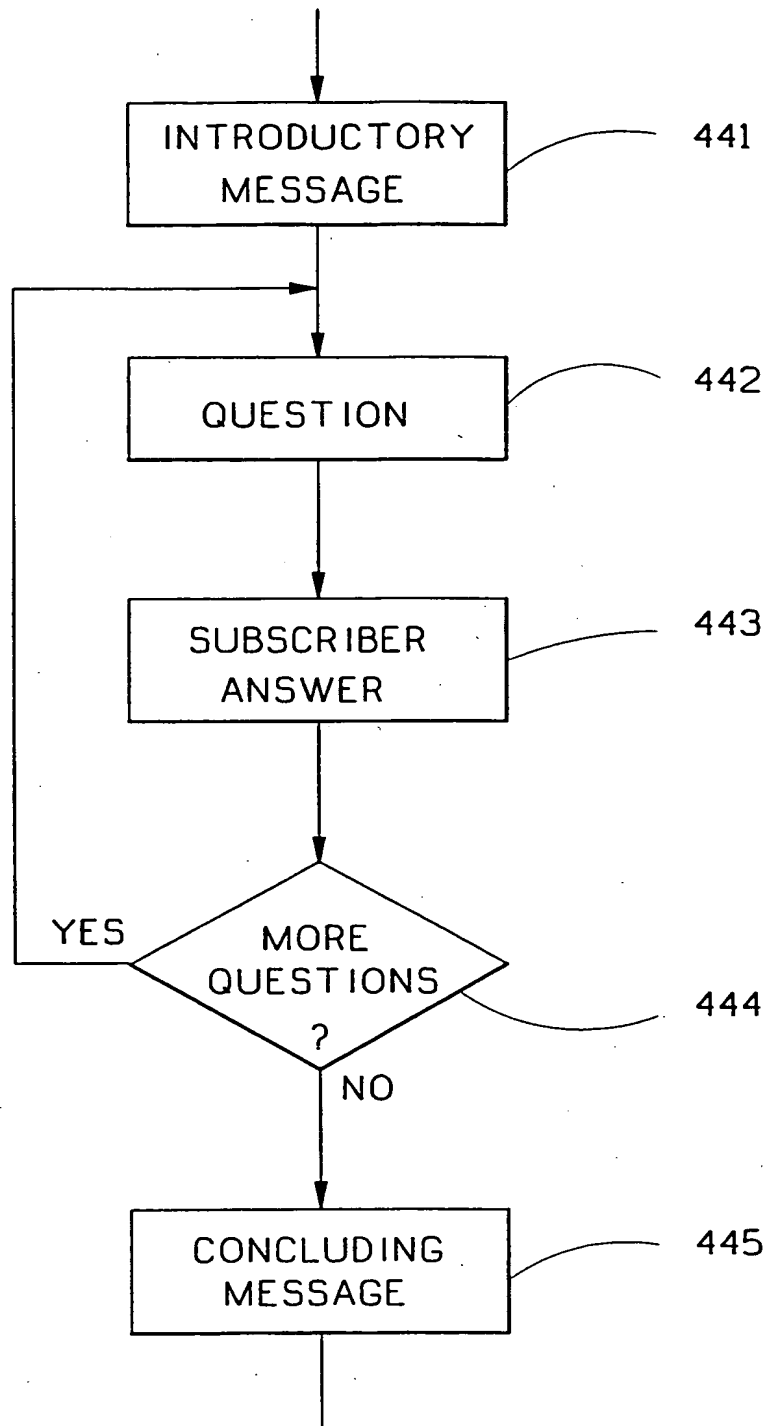 INTRODUCTORY
MESSAGE
441
QUESTION
442
SUBSCRIBER
ANSWER
443
YES
MORE
QUESTIONS
?
444
NO
CONCLUDING
MESSAGE
445